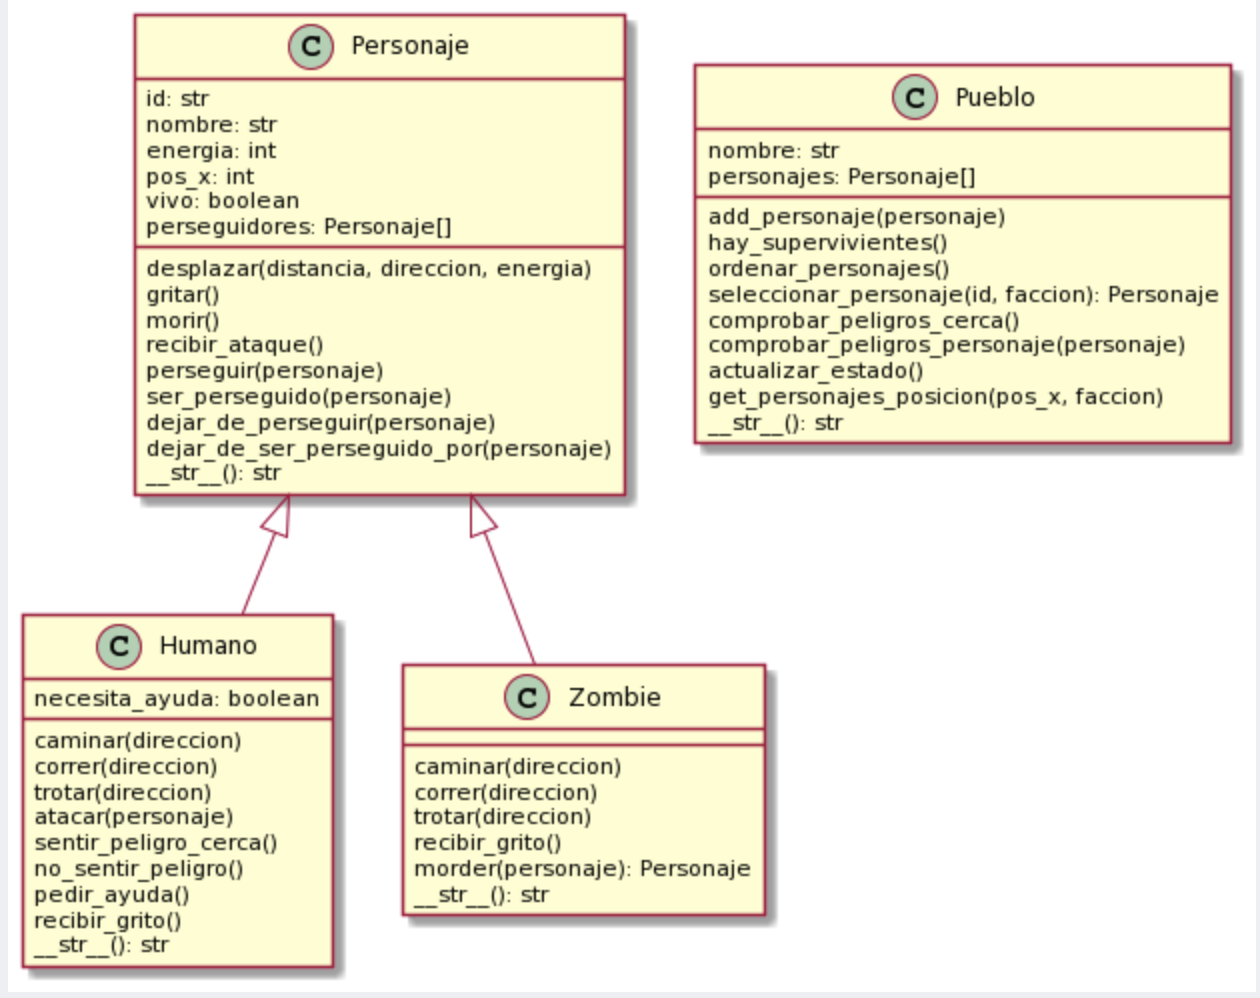 C Personaje
id: str
nombre: str
energia: int
pos_x: int
vivo: boolean
perseguidores: Personaje[]
desplazar(distancia, direccion, energia)
gritar()
morir()
recibir_ataque()
perseguir(personaje)
ser_perseguido(personaje)
dejar_de_perseguir(personaje)
dejar_de_ser_perseguido_por(personaje)
__str__(): str
C Pueblo
nombre: str
personajes: Personaje[]
add_personaje(personaje)
hay_supervivientes()
ordenar_personajes()
seleccionar_personaje(id, faccion): Personaje
comprobar_peligros_cerca()
comprobar_peligros_personaje(personaje)
actualizar_estado()
get_personajes_posicion(pos_x, faccion)
__str__(): str
C Humano
necesita_ayuda: boolean
caminar(direccion)
correr(direccion)
trotar(direccion)
atacar(personaje)
sentir_peligro_cerca()
no_sentir_peligro()
pedir_ayuda()
recibir_grito()
__str__(): str
C Zombie
caminar(direccion)
correr(direccion)
trotar(direccion)
recibir_grito()
morder(personaje): Personaje
__str__(): str